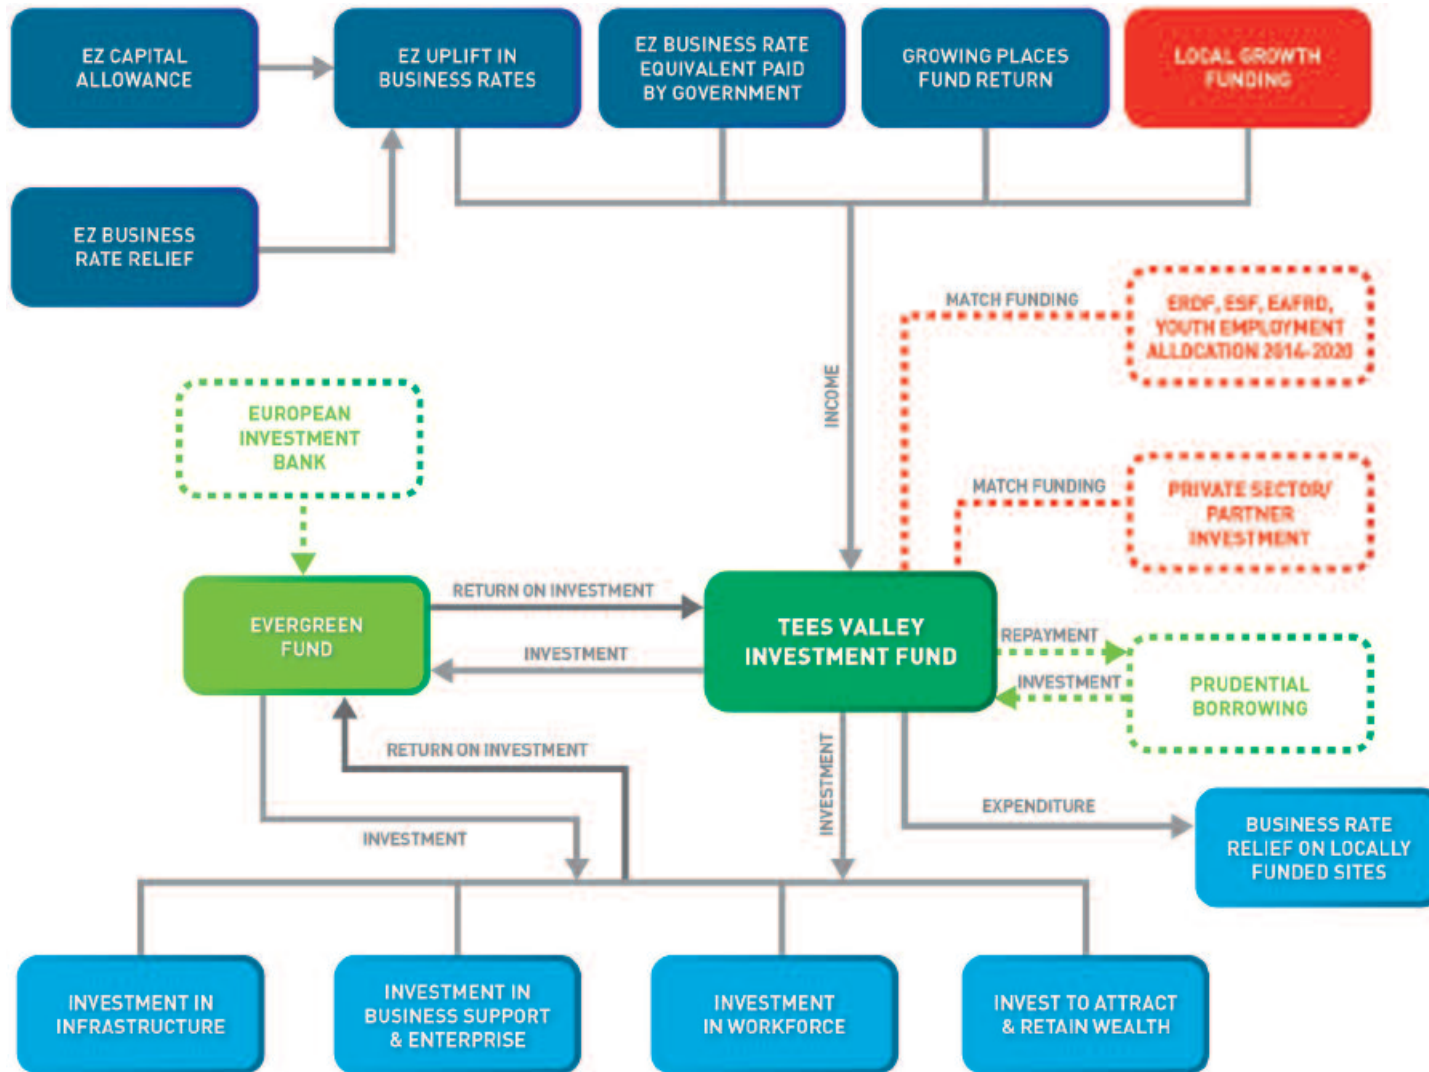 EZ CAPITAL
ALLOWANCE
EZ UPLIFT IN
BUSINESS RATES
EZ BUSINESS RATE
EQUIVALENT PAID
BY GOVERNMENT
GROWING PLACES
FUND RETURN
LOCAL GROWTH
FUNDING
EZ BUSINESS
RATE RELIEF
MATCH FUNDING
ERDF, ESF, EAFRD,
YOUTH EMPLOYMENT
ALLOCATION 2014-2020
INCOME
EUROPEAN
INVESTMENT
BANK
MATCH FUNDING
PRIVATE SECTOR/
PARTNER
INVESTMENT
EVERGREEN
FUND
RETURN ON INVESTMENT
INVESTMENT
TEES VALLEY
INVESTMENT FUND
REPAYMENT
INVESTMENT
PRUDENTIAL
BORROWING
RETURN ON INVESTMENT
INVESTMENT
INVESTMENT
EXPENDITURE
BUSINESS RATE
RELIEF ON LOCALLY
FUNDED SITES
INVESTMENT IN
INFRASTRUCTURE
INVESTMENT IN
BUSINESS SUPPORT
& ENTERPRISE
INVESTMENT
IN WORKFORCE
INVEST TO ATTRACT
& RETAIN WEALTH